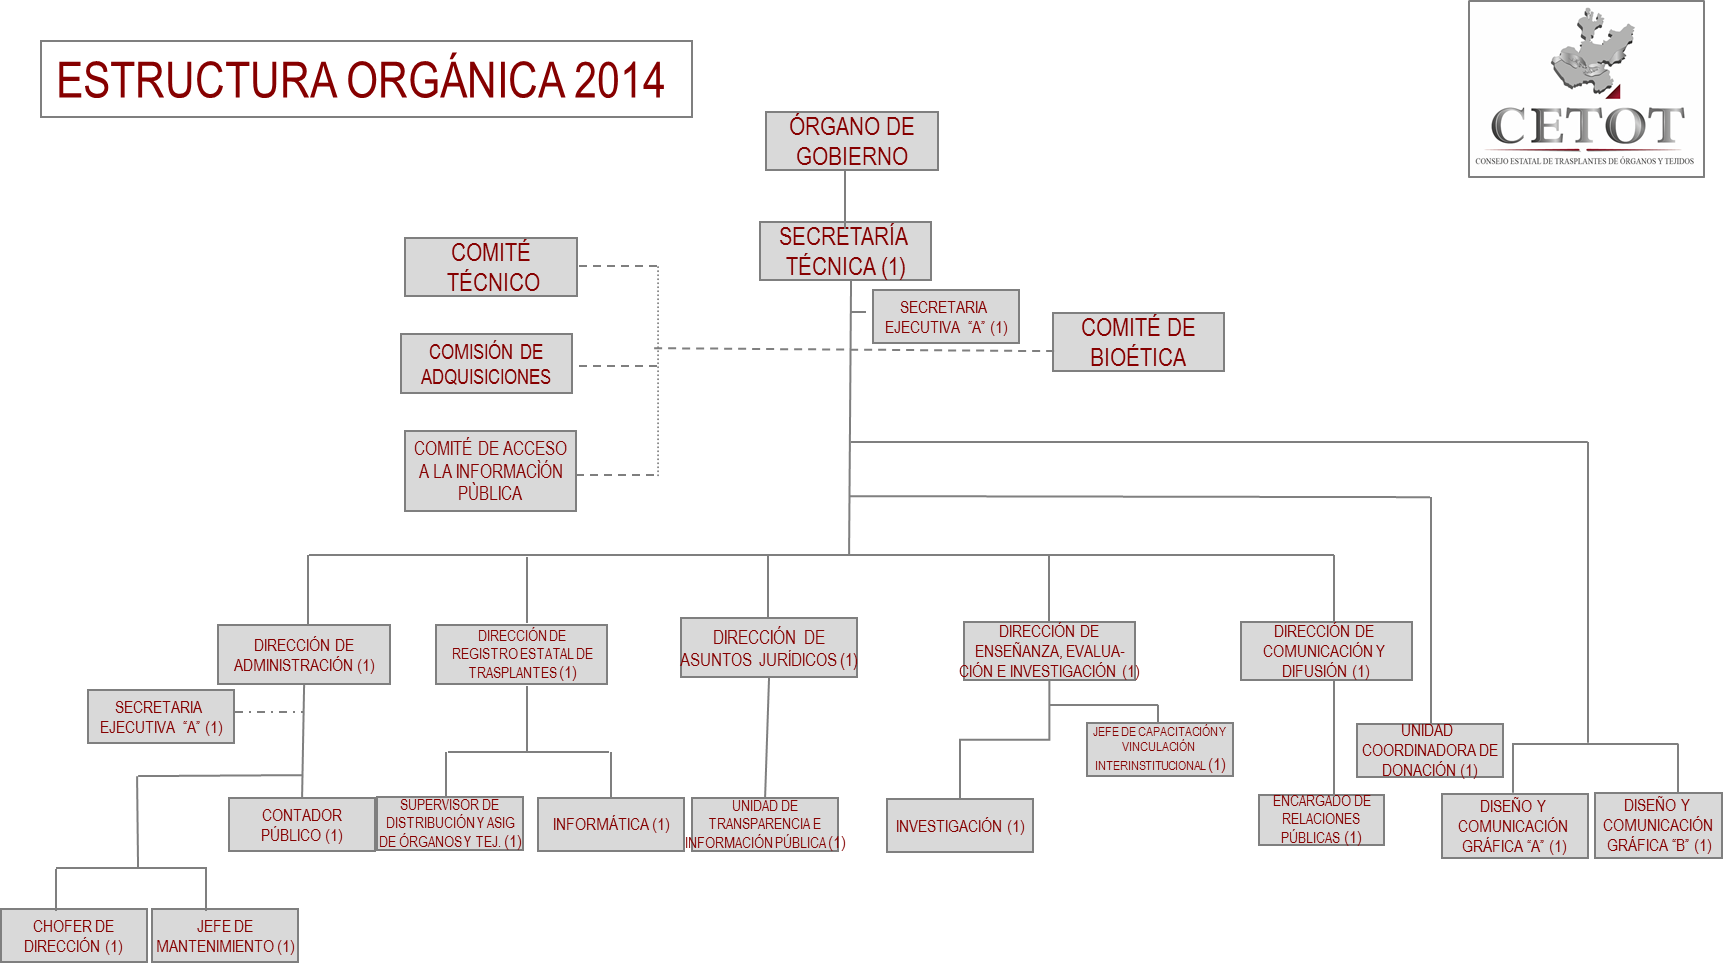 ESTRUCTURA ORGÁNICA 2014
CETOT
CONSEJO ESTATAL DE TRASPLANTES DE ÓRGANOS Y TEJIDOS
ÓRGANO DE
GOBIERNO
SECRETARÍA
TÉCNICA (1)
COMITÉ
TÉCNICO
SECRETARIA
EJECUTIVA “A” (1)
COMITÉ DE
BIOÉTICA
COMISIÓN DE
ADQUISICIONES
COMITÉ DE ACCESO
A LA INFORMACÌÓN
PÙBLICA
DIRECCIÓN DE
ADMINISTRACIÓN (1)
DIRECCIÓN DE
REGISTRO ESTATAL DE
TRASPLANTES (1)
DIRECCIÓN DE
ASUNTOS JURÍDICOS (1)
DIRECCIÓN DE
ENSEÑANZA, EVALUA-
CIÓN E INVESTIGACIÓN (1)
DIRECCIÓN DE
COMUNICACIÓN Y
DIFUSIÓN (1)
SECRETARIA
EJECUTIVA “A” (1)
JEFE DE CAPACITACIÓN Y
VINCULACIÓN
INTERINSTITUCIONAL (1)
UNIDAD
COORDINADORA DE
DONACIÓN (1)
CONTADOR
PÚBLICO (1)
SUPERVISOR DE
DISTRIBUCIÓN Y ASIG
DE ÓRGANOS Y TEJ. (1)
INFORMÁTICA (1)
UNIDAD DE
TRANSPARENCIA E
INFORMACIÓN PÚBLICA (1)
INVESTIGACIÓN (1)
ENCARGADO DE
RELACIONES
PÚBLICAS (1)
DISEÑO Y
COMUNICACIÓN
GRÁFICA “A” (1)
DISEÑO Y
COMUNICACIÓN
GRÁFICA “B” (1)
CHOFER DE
DIRECCIÓN (1)
JEFE DE
MANTENIMIENTO (1)